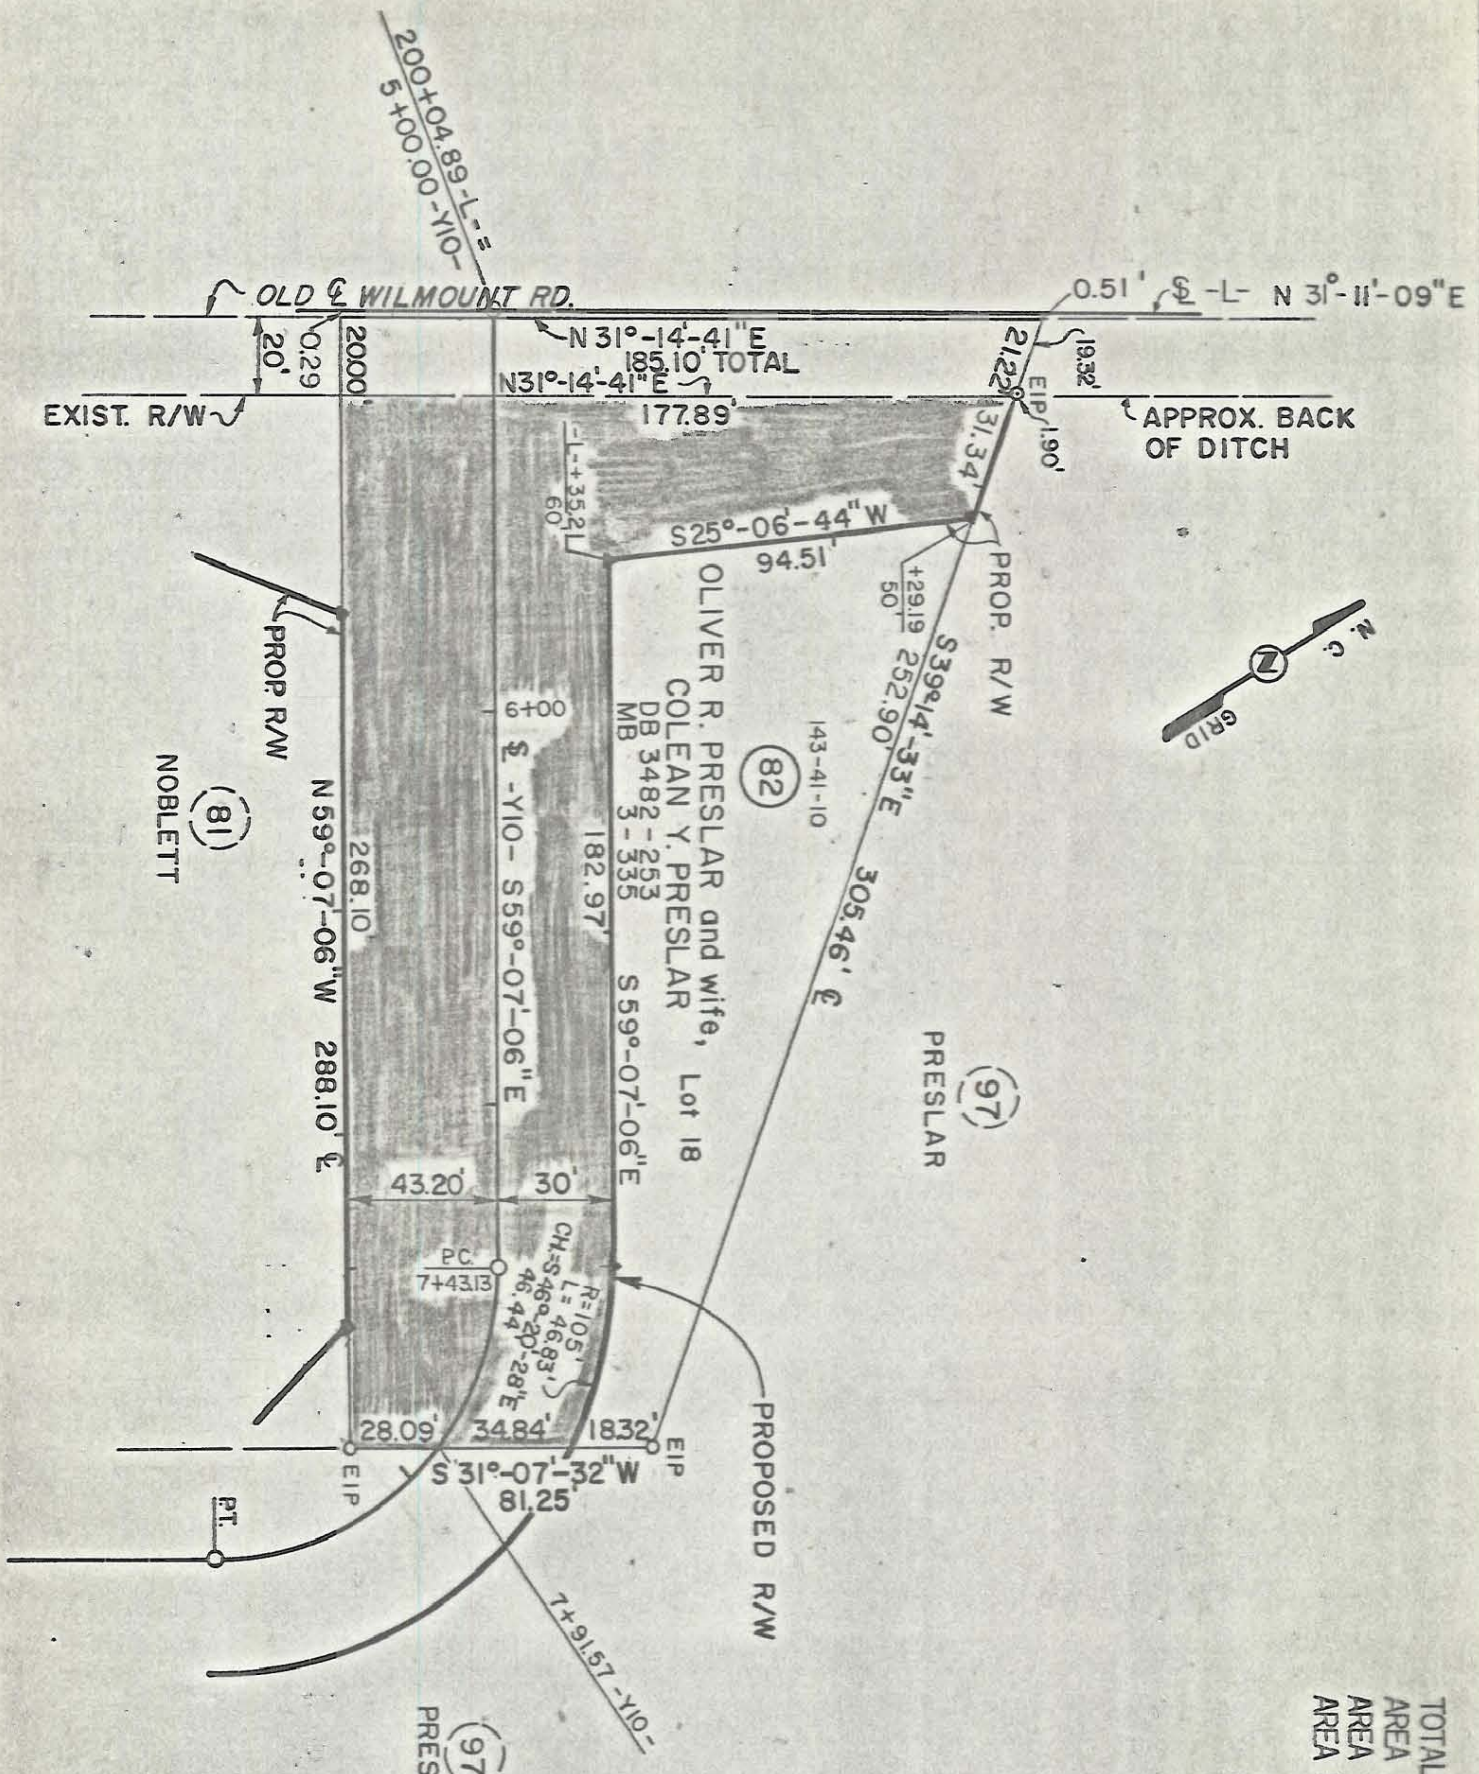 200+04.89-L- =
5+00.00-Y10-
OLD ℄ WILMOUNT RD.
0.51'
℄ -L- N 31°-11'-09"E
N 31°-14'-41"E
185.10' TOTAL
N31°-14'-41"E
177.89'
20'
0.29
20.00'
21.22'
19.32'
EIP
1.90'
EXIST. R/W
APPROX. BACK
OF DITCH
31.34'
-L- +35.21
60'
S25°-06'-44"W
94.51'
+29.19
50'
PROP. R/W
PROP. R/W
S39°-14'-33"E
252.90'
305.46' ℄
N. C.
N
GRID
143-41-10
82
OLIVER R. PRESLAR and wife,
COLEAN Y. PRESLAR
Lot 18
DB 3482-253
MB 3-335
182.97'
S59°-07'-06"E
6+00
℄ -Y10- S59°-07'-06"E
268.10'
N59°-07'-06"W 288.10' ℄
81
NOBLETT
97
PRESLAR
43.20'
30'
P.C.
7+43.13
R=105'
L= 46.83'
CH=S46°-20'-28"E
46.44'
28.09'
34.84'
18.32'
EIP
EIP
S 31°-07'-32"W
81.25'
PROPOSED R/W
P.T.
7+91.57 -Y10-
97
PRES
TOTAL
AREA
AREA
AREA